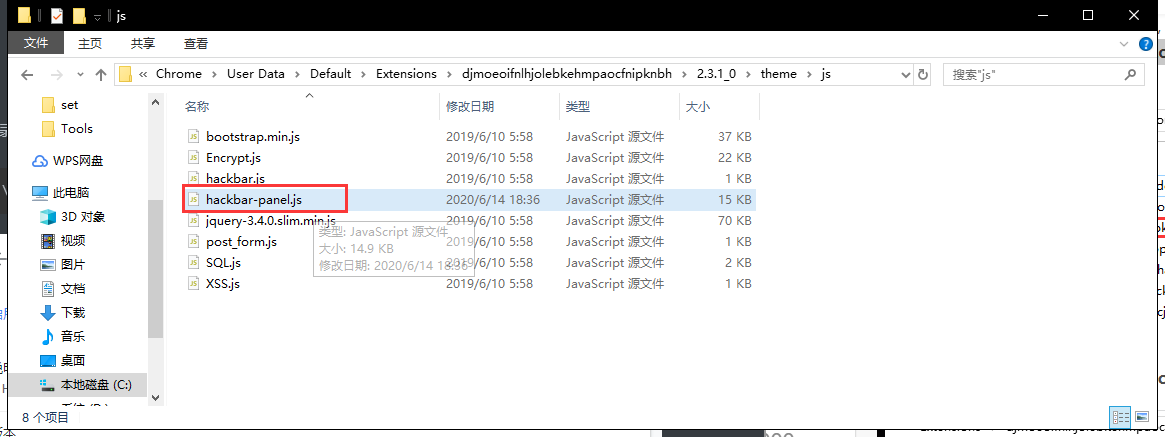 js
文件 主页 共享 查看
« Chrome › User Data › Default › Extensions › djmoeoifnlhjolebkehmpaocfnipknbh › 2.3.1_0 › theme › js
搜索"js"
set
Tools
WPS网盘
此电脑
3D 对象
视频
图片
文档
下载
音乐
桌面
本地磁盘 (C:)
名称 修改日期 类型 大小
bootstrap.min.js 2019/6/10 5:58 JavaScript 源文件 37 KB
Encrypt.js 2019/6/10 5:58 JavaScript 源文件 22 KB
hackbar.js 2019/6/10 5:58 JavaScript 源文件 1 KB
hackbar-panel.js 2020/6/14 18:36 JavaScript 源文件 15 KB
jquery-3.4.0.slim.min.js 2019/6/10 5:58 JavaScript 源文件 70 KB
post_form.js 2019/6/10 5:58 JavaScript 源文件 1 KB
SQL.js 2019/6/10 5:58 JavaScript 源文件 2 KB
XSS.js 2019/6/10 5:58 JavaScript 源文件 1 KB
类型: JavaScript 源文件
大小: 14.9 KB
修改日期: 2020/6/14 18:36
8 个项目